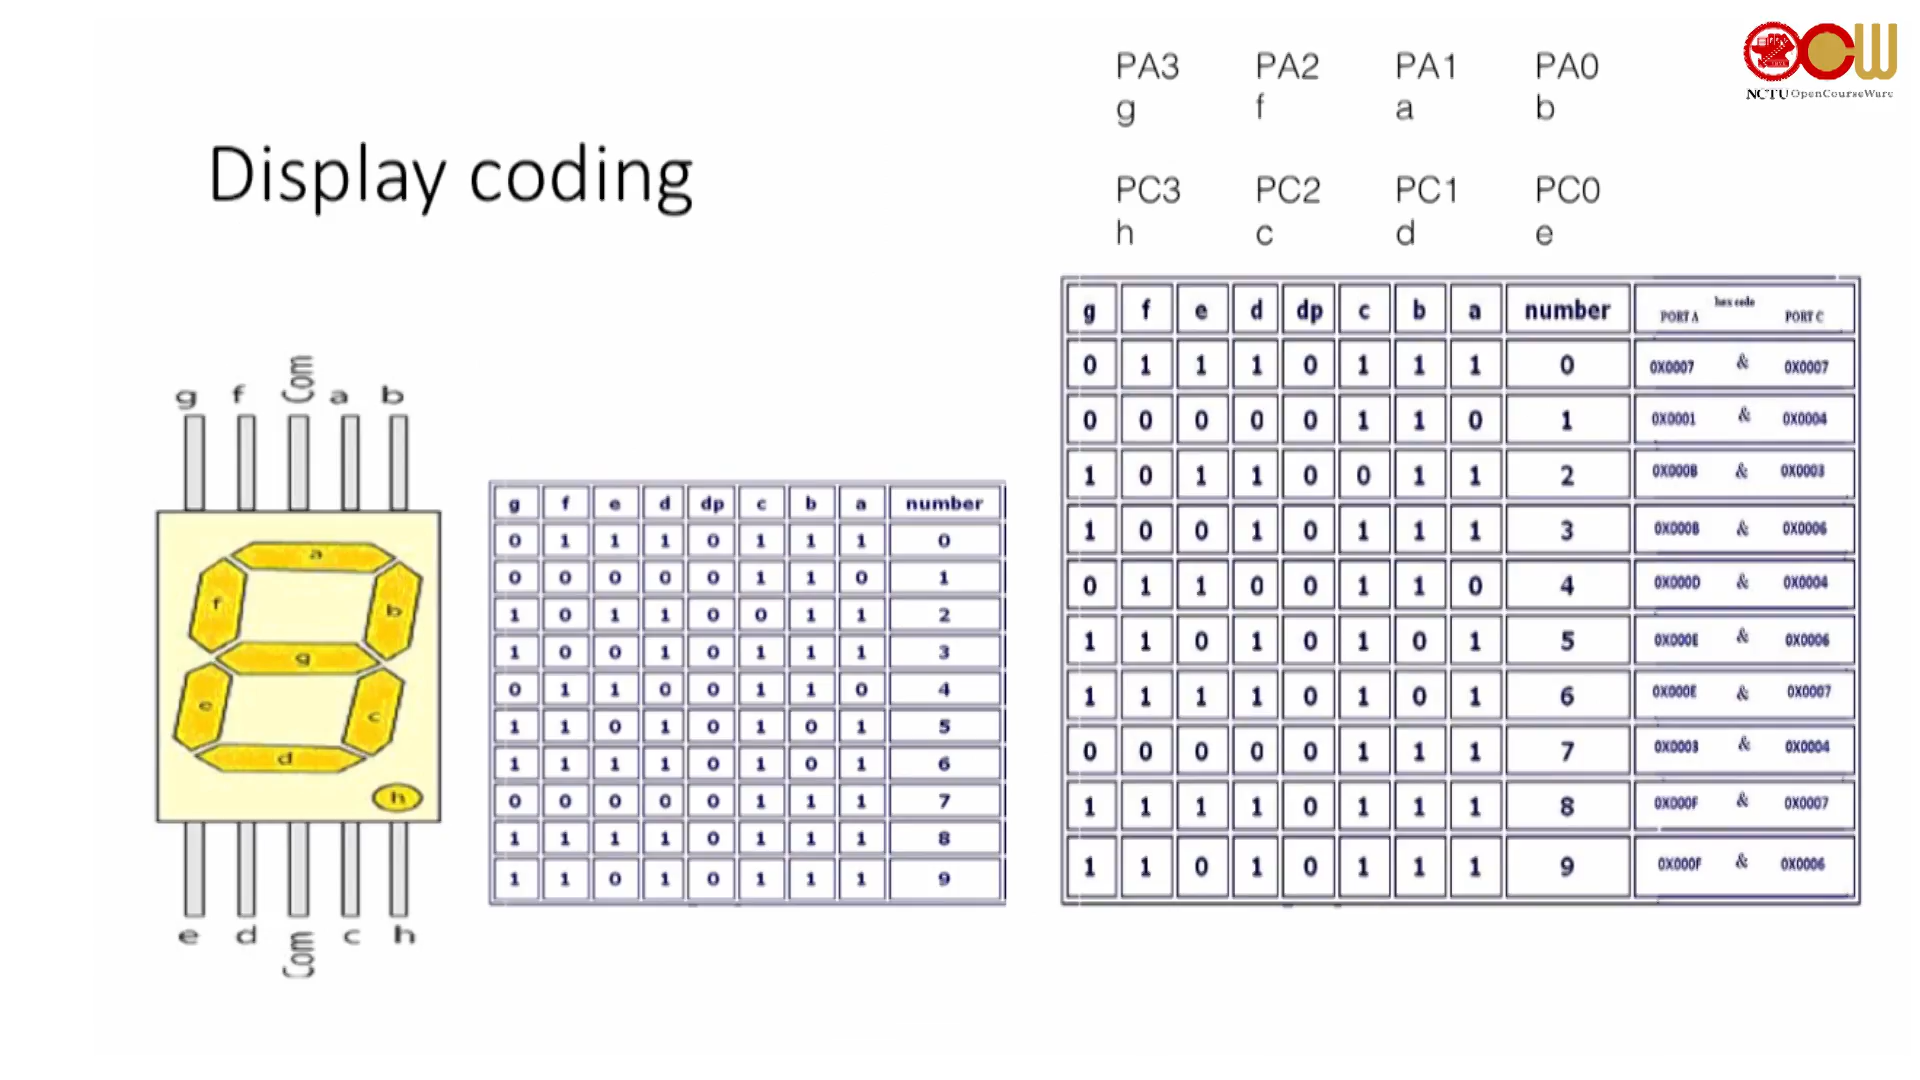 PA3 PA2 PA1 PA0
g f a b
NCTU OpenCourseWare
Display coding
PC3 PC2 PC1 PC0
h c d e
g f Com a b
a
f
b
g
e
c
d
h
e d Com c h
g f e d dp c b a number
0 1 1 1 0 1 1 1 0
0 0 0 0 0 1 1 0 1
1 0 1 1 0 0 1 1 2
1 0 0 1 0 1 1 1 3
0 1 1 0 0 1 1 0 4
1 1 0 1 0 1 0 1 5
1 1 1 1 0 1 0 1 6
0 0 0 0 0 1 1 1 7
1 1 1 1 0 1 1 1 8
1 1 0 1 0 1 1 1 9
g f e d dp c b a number hex code PORT A PORT C
0 1 1 1 0 1 1 1 0 0X0007 & 0X0007
0 0 0 0 0 1 1 0 1 0X0001 & 0X0004
1 0 1 1 0 0 1 1 2 0X000B & 0X0003
1 0 0 1 0 1 1 1 3 0X000B & 0X0006
0 1 1 0 0 1 1 0 4 0X000D & 0X0004
1 1 0 1 0 1 0 1 5 0X000E & 0X0006
1 1 1 1 0 1 0 1 6 0X000E & 0X0007
0 0 0 0 0 1 1 1 7 0X0003 & 0X0004
1 1 1 1 0 1 1 1 8 0X000F & 0X0007
1 1 0 1 0 1 1 1 9 0X000F & 0X0006